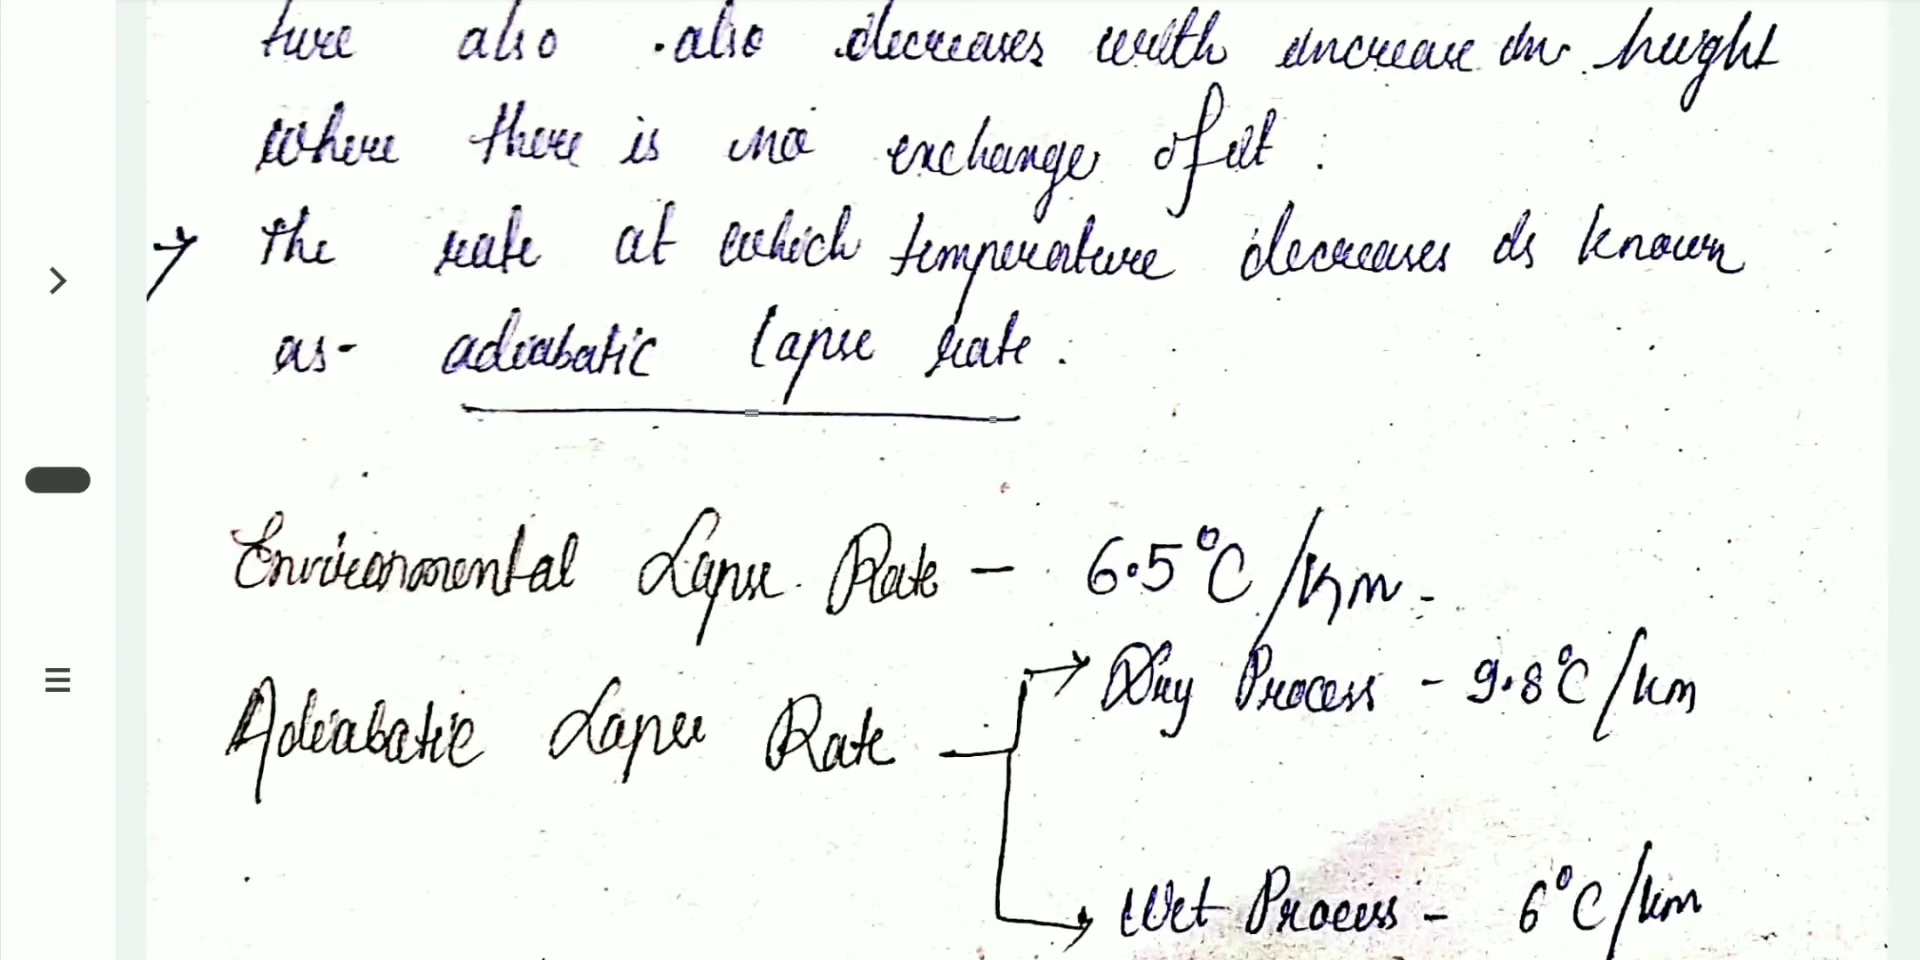 ture also also decreases with increase in height
where there is no exchange of it.
→ The rate at which temperature decreases is known
as - adiabatic lapse rate.
Environmental Lapse Rate - 6.5°C/Km.
Adiabatic Lapse Rate → Dry Process - 9.8°C/km
→ Wet Process - 6°C/km